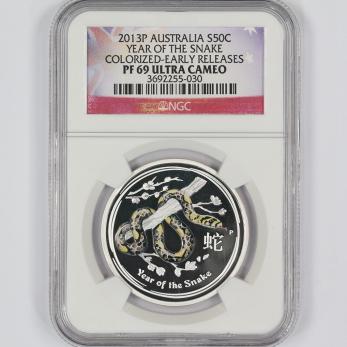 2013P AUSTRALIA S50C
YEAR OF THE SNAKE
COLORIZED-EARLY RELEASES
PF 69 ULTRA CAMEO
3692255-030
NGC
P
蛇
Year of the Snake